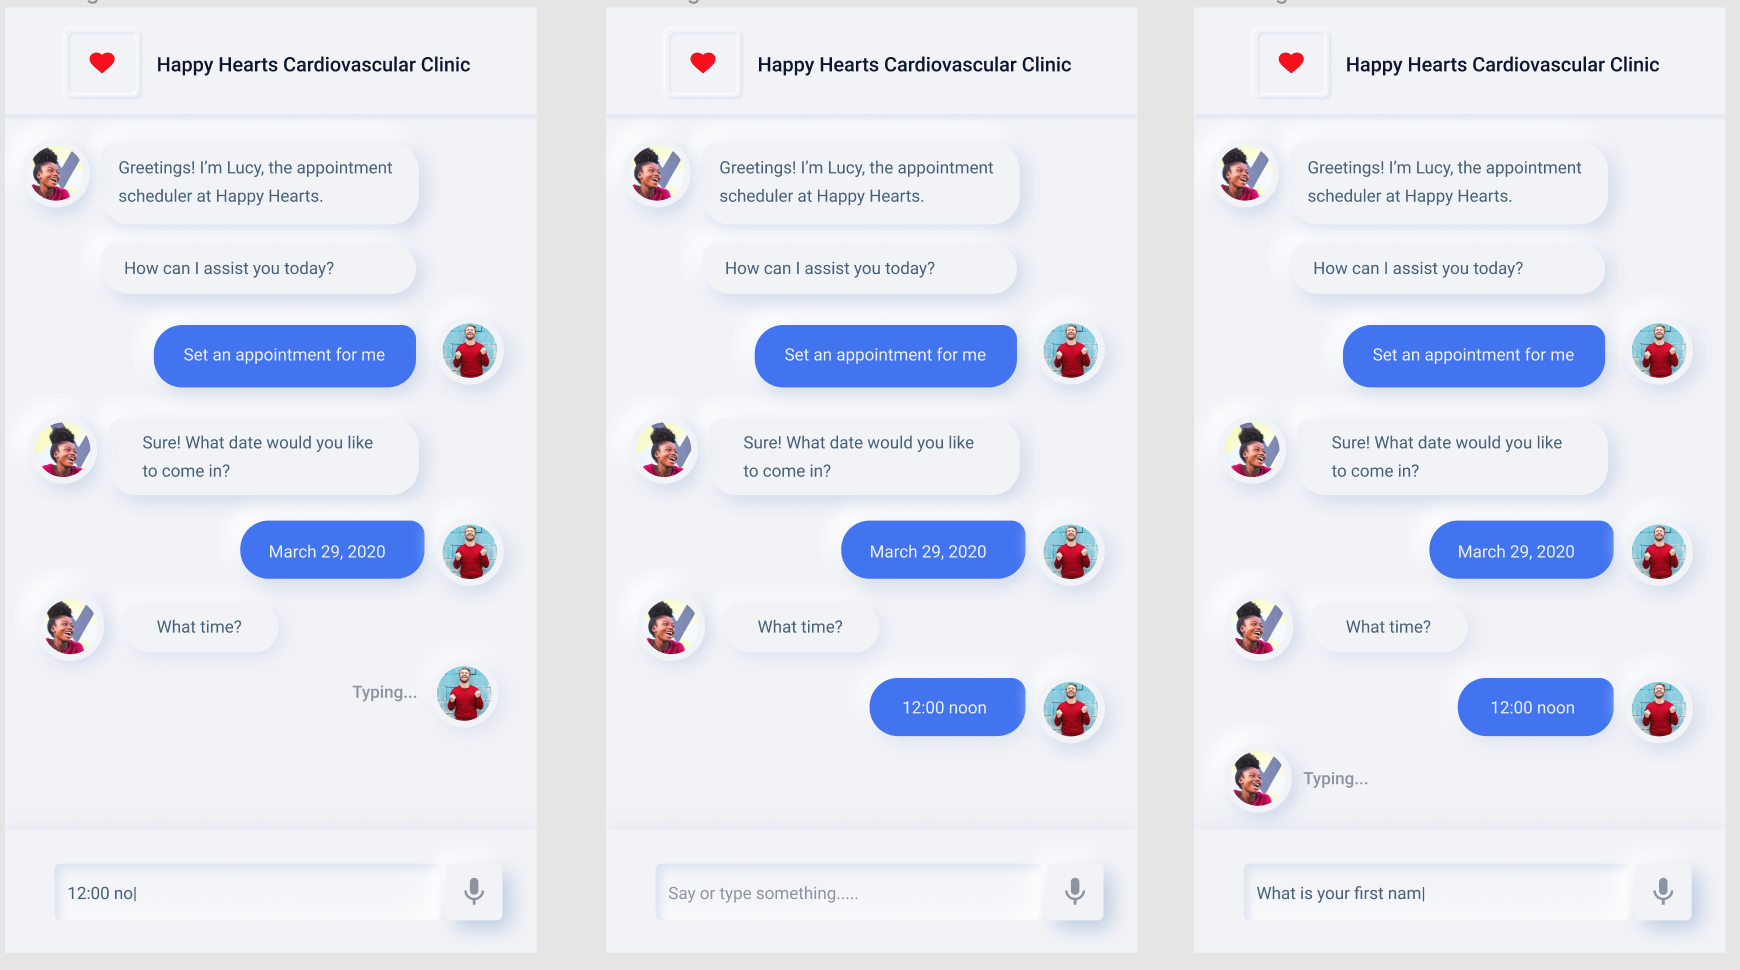 Happy Hearts Cardiovascular Clinic
Greetings! I'm Lucy, the appointment
scheduler at Happy Hearts.
How can I assist you today?
Set an appointment for me
Sure! What date would you like
to come in?
March 29, 2020
What time?
Typing...
12:00 no|
Happy Hearts Cardiovascular Clinic
Greetings! I'm Lucy, the appointment
scheduler at Happy Hearts.
How can I assist you today?
Set an appointment for me
Sure! What date would you like
to come in?
March 29, 2020
What time?
12:00 noon
Say or type something.....
Happy Hearts Cardiovascular Clinic
Greetings! I'm Lucy, the appointment
scheduler at Happy Hearts.
How can I assist you today?
Set an appointment for me
Sure! What date would you like
to come in?
March 29, 2020
What time?
12:00 noon
Typing...
What is your first nam|